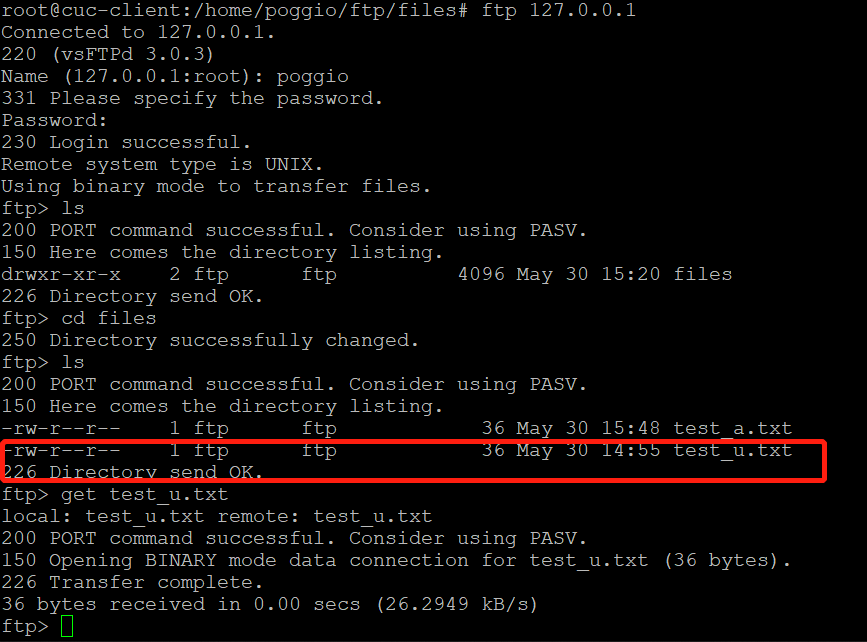 root@cuc-client:/home/poggio/ftp/files# ftp 127.0.0.1
Connected to 127.0.0.1.
220 (vsFTPd 3.0.3)
Name (127.0.0.1:root): poggio
331 Please specify the password.
Password:
230 Login successful.
Remote system type is UNIX.
Using binary mode to transfer files.
ftp> ls
200 PORT command successful. Consider using PASV.
150 Here comes the directory listing.
drwxr-xr-x    2 ftp      ftp          4096 May 30 15:20 files
226 Directory send OK.
ftp> cd files
250 Directory successfully changed.
ftp> ls
200 PORT command successful. Consider using PASV.
150 Here comes the directory listing.
-rw-r--r--    1 ftp      ftp            36 May 30 15:48 test_a.txt
-rw-r--r--    1 ftp      ftp            36 May 30 14:55 test_u.txt
226 Directory send OK.
ftp> get test_u.txt
local: test_u.txt remote: test_u.txt
200 PORT command successful. Consider using PASV.
150 Opening BINARY mode data connection for test_u.txt (36 bytes).
226 Transfer complete.
36 bytes received in 0.00 secs (26.2949 kB/s)
ftp>